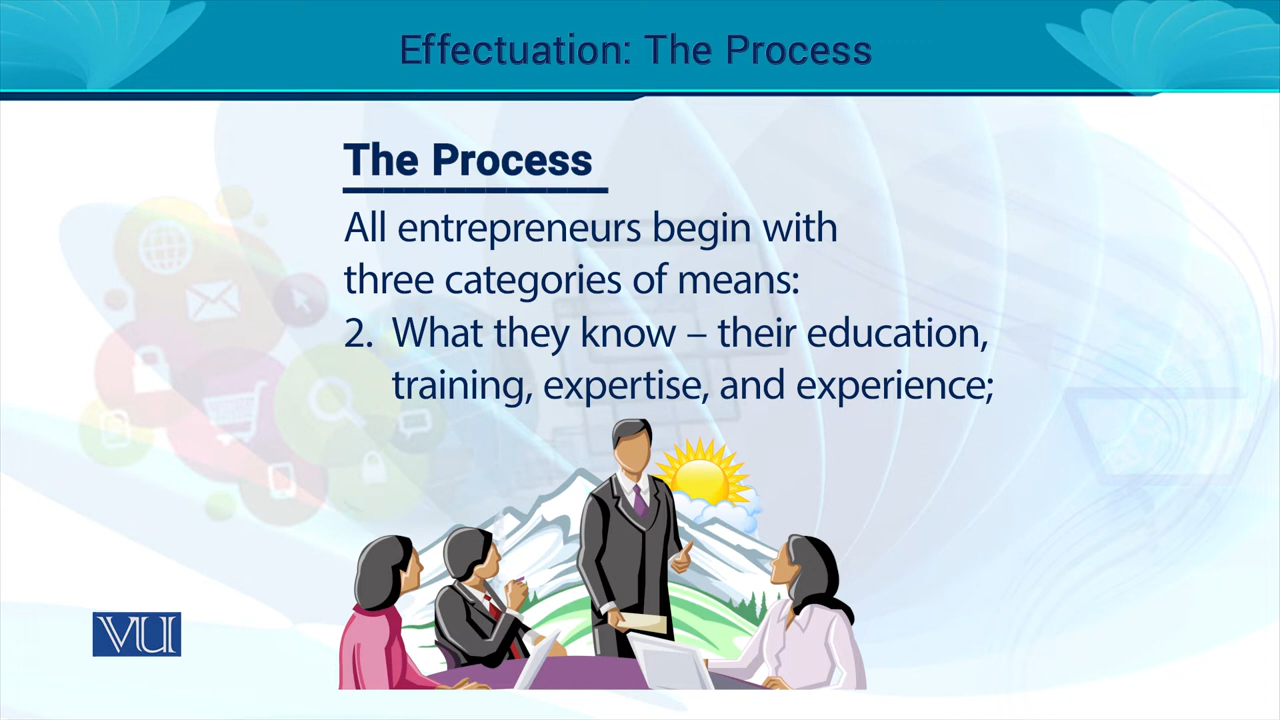 Effectuation: The Process
The Process
All entrepreneurs begin with
three categories of means:
2. What they know – their education,
training, expertise, and experience;
VU